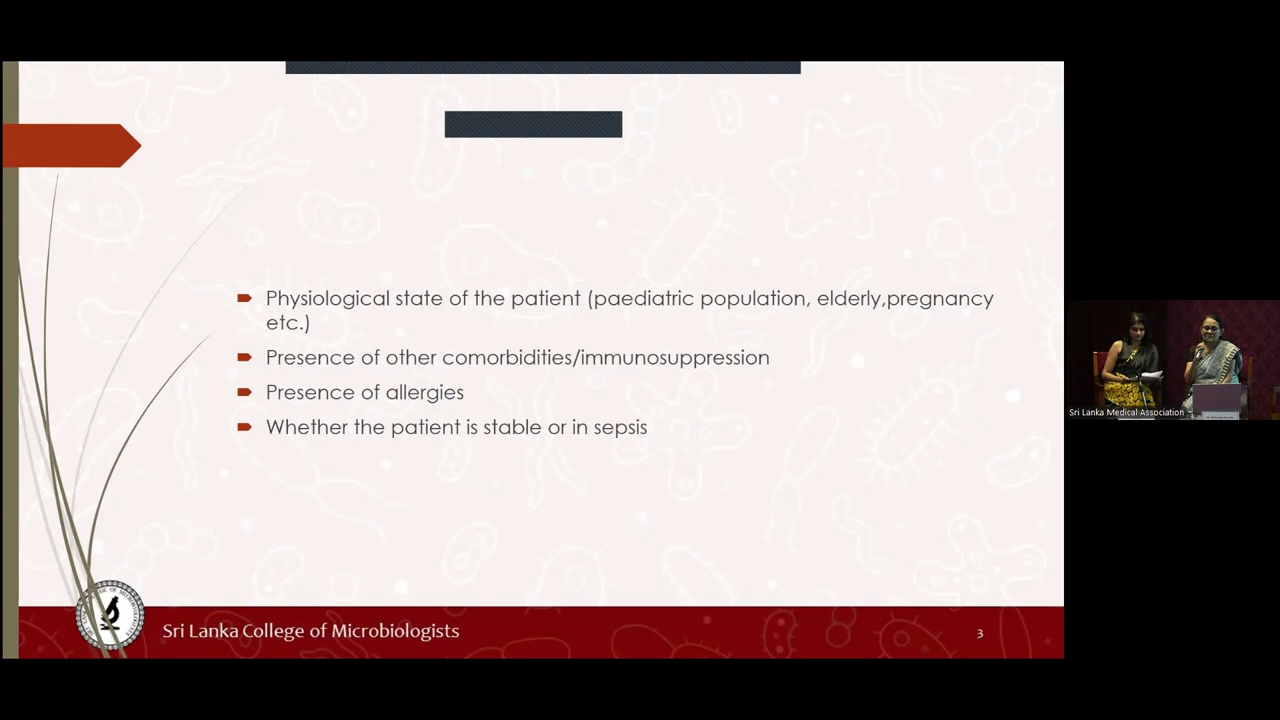 Physiological state of the patient (paediatric population, elderly,pregnancy
etc.)
Presence of other comorbidities/immunosuppression
Presence of allergies
Whether the patient is stable or in sepsis
Sri Lanka College of Microbiologists
3
Sri Lanka Medical Association